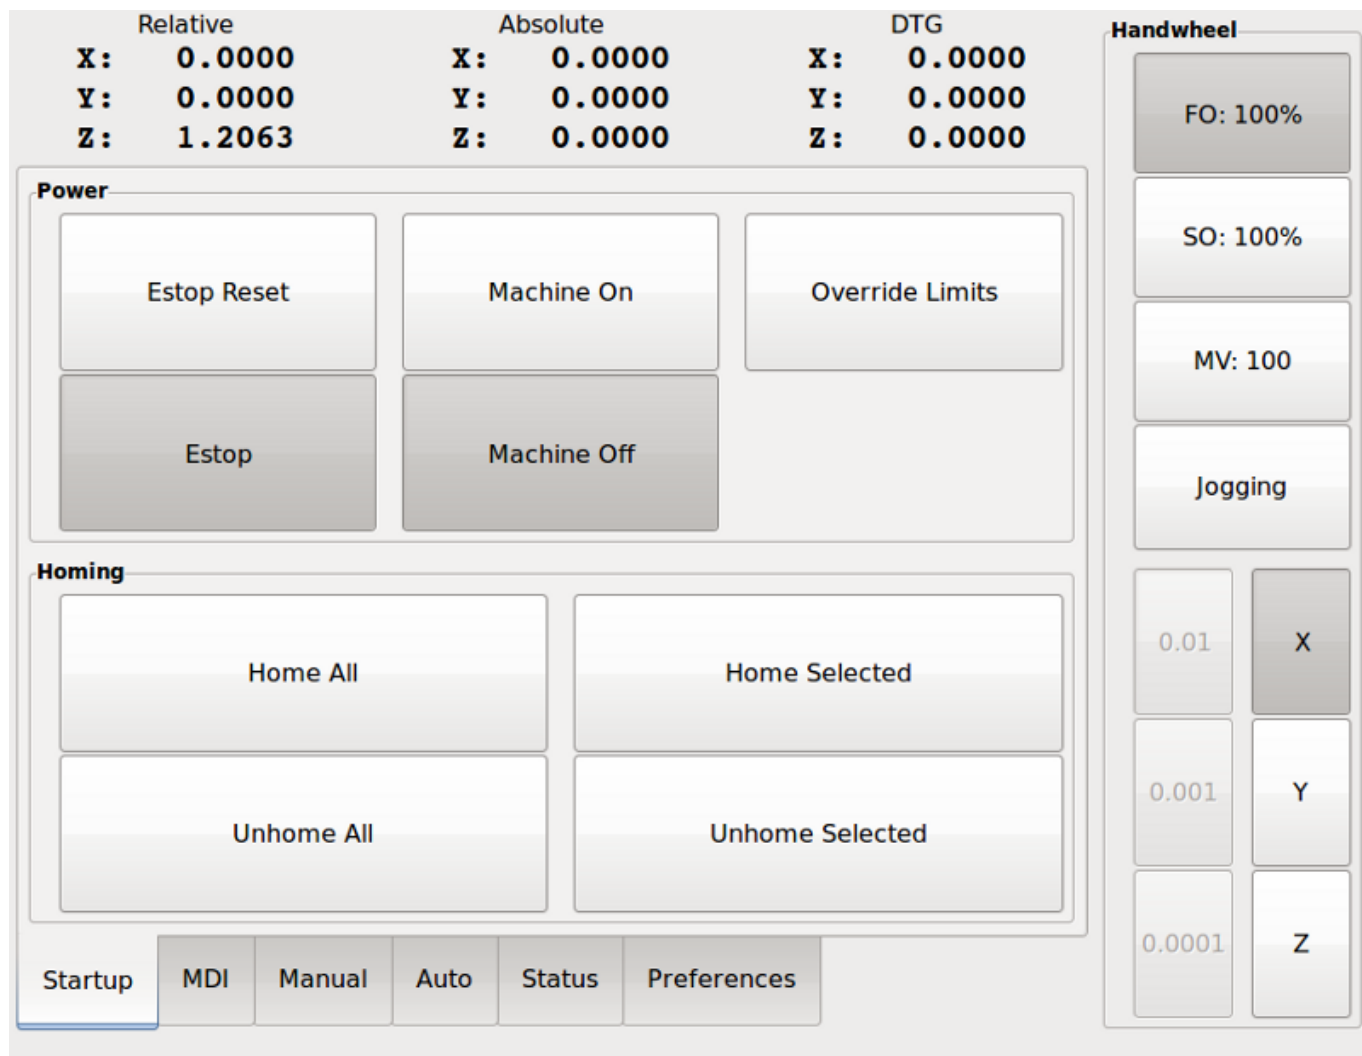 Relative Absolute DTG
X: 0.0000 X: 0.0000 X: 0.0000
Y: 0.0000 Y: 0.0000 Y: 0.0000
Z: 1.2063 Z: 0.0000 Z: 0.0000
Power
Estop Reset Machine On Override Limits
Estop Machine Off
Homing
Home All Home Selected
Unhome All Unhome Selected
Startup MDI Manual Auto Status Preferences
Handwheel
FO: 100%
SO: 100%
MV: 100
Jogging
0.01 X
0.001 Y
0.0001 Z